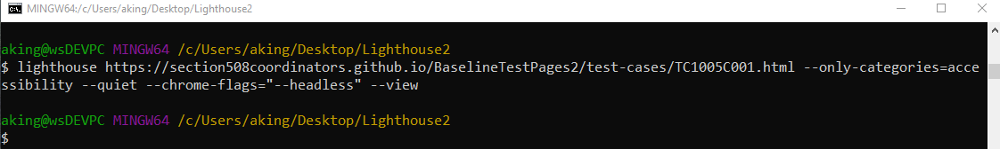 MINGW64:/c/Users/aking/Desktop/Lighthouse2
aking@wsDEVPC MINGW64 /c/Users/aking/Desktop/Lighthouse2
$ lighthouse https://section508coordinators.github.io/BaselineTestPages2/test-cases/TC1005C001.html --only-categories=acce
ssibility --quiet --chrome-flags="--headless" --view
aking@wsDEVPC MINGW64 /c/Users/aking/Desktop/Lighthouse2
$